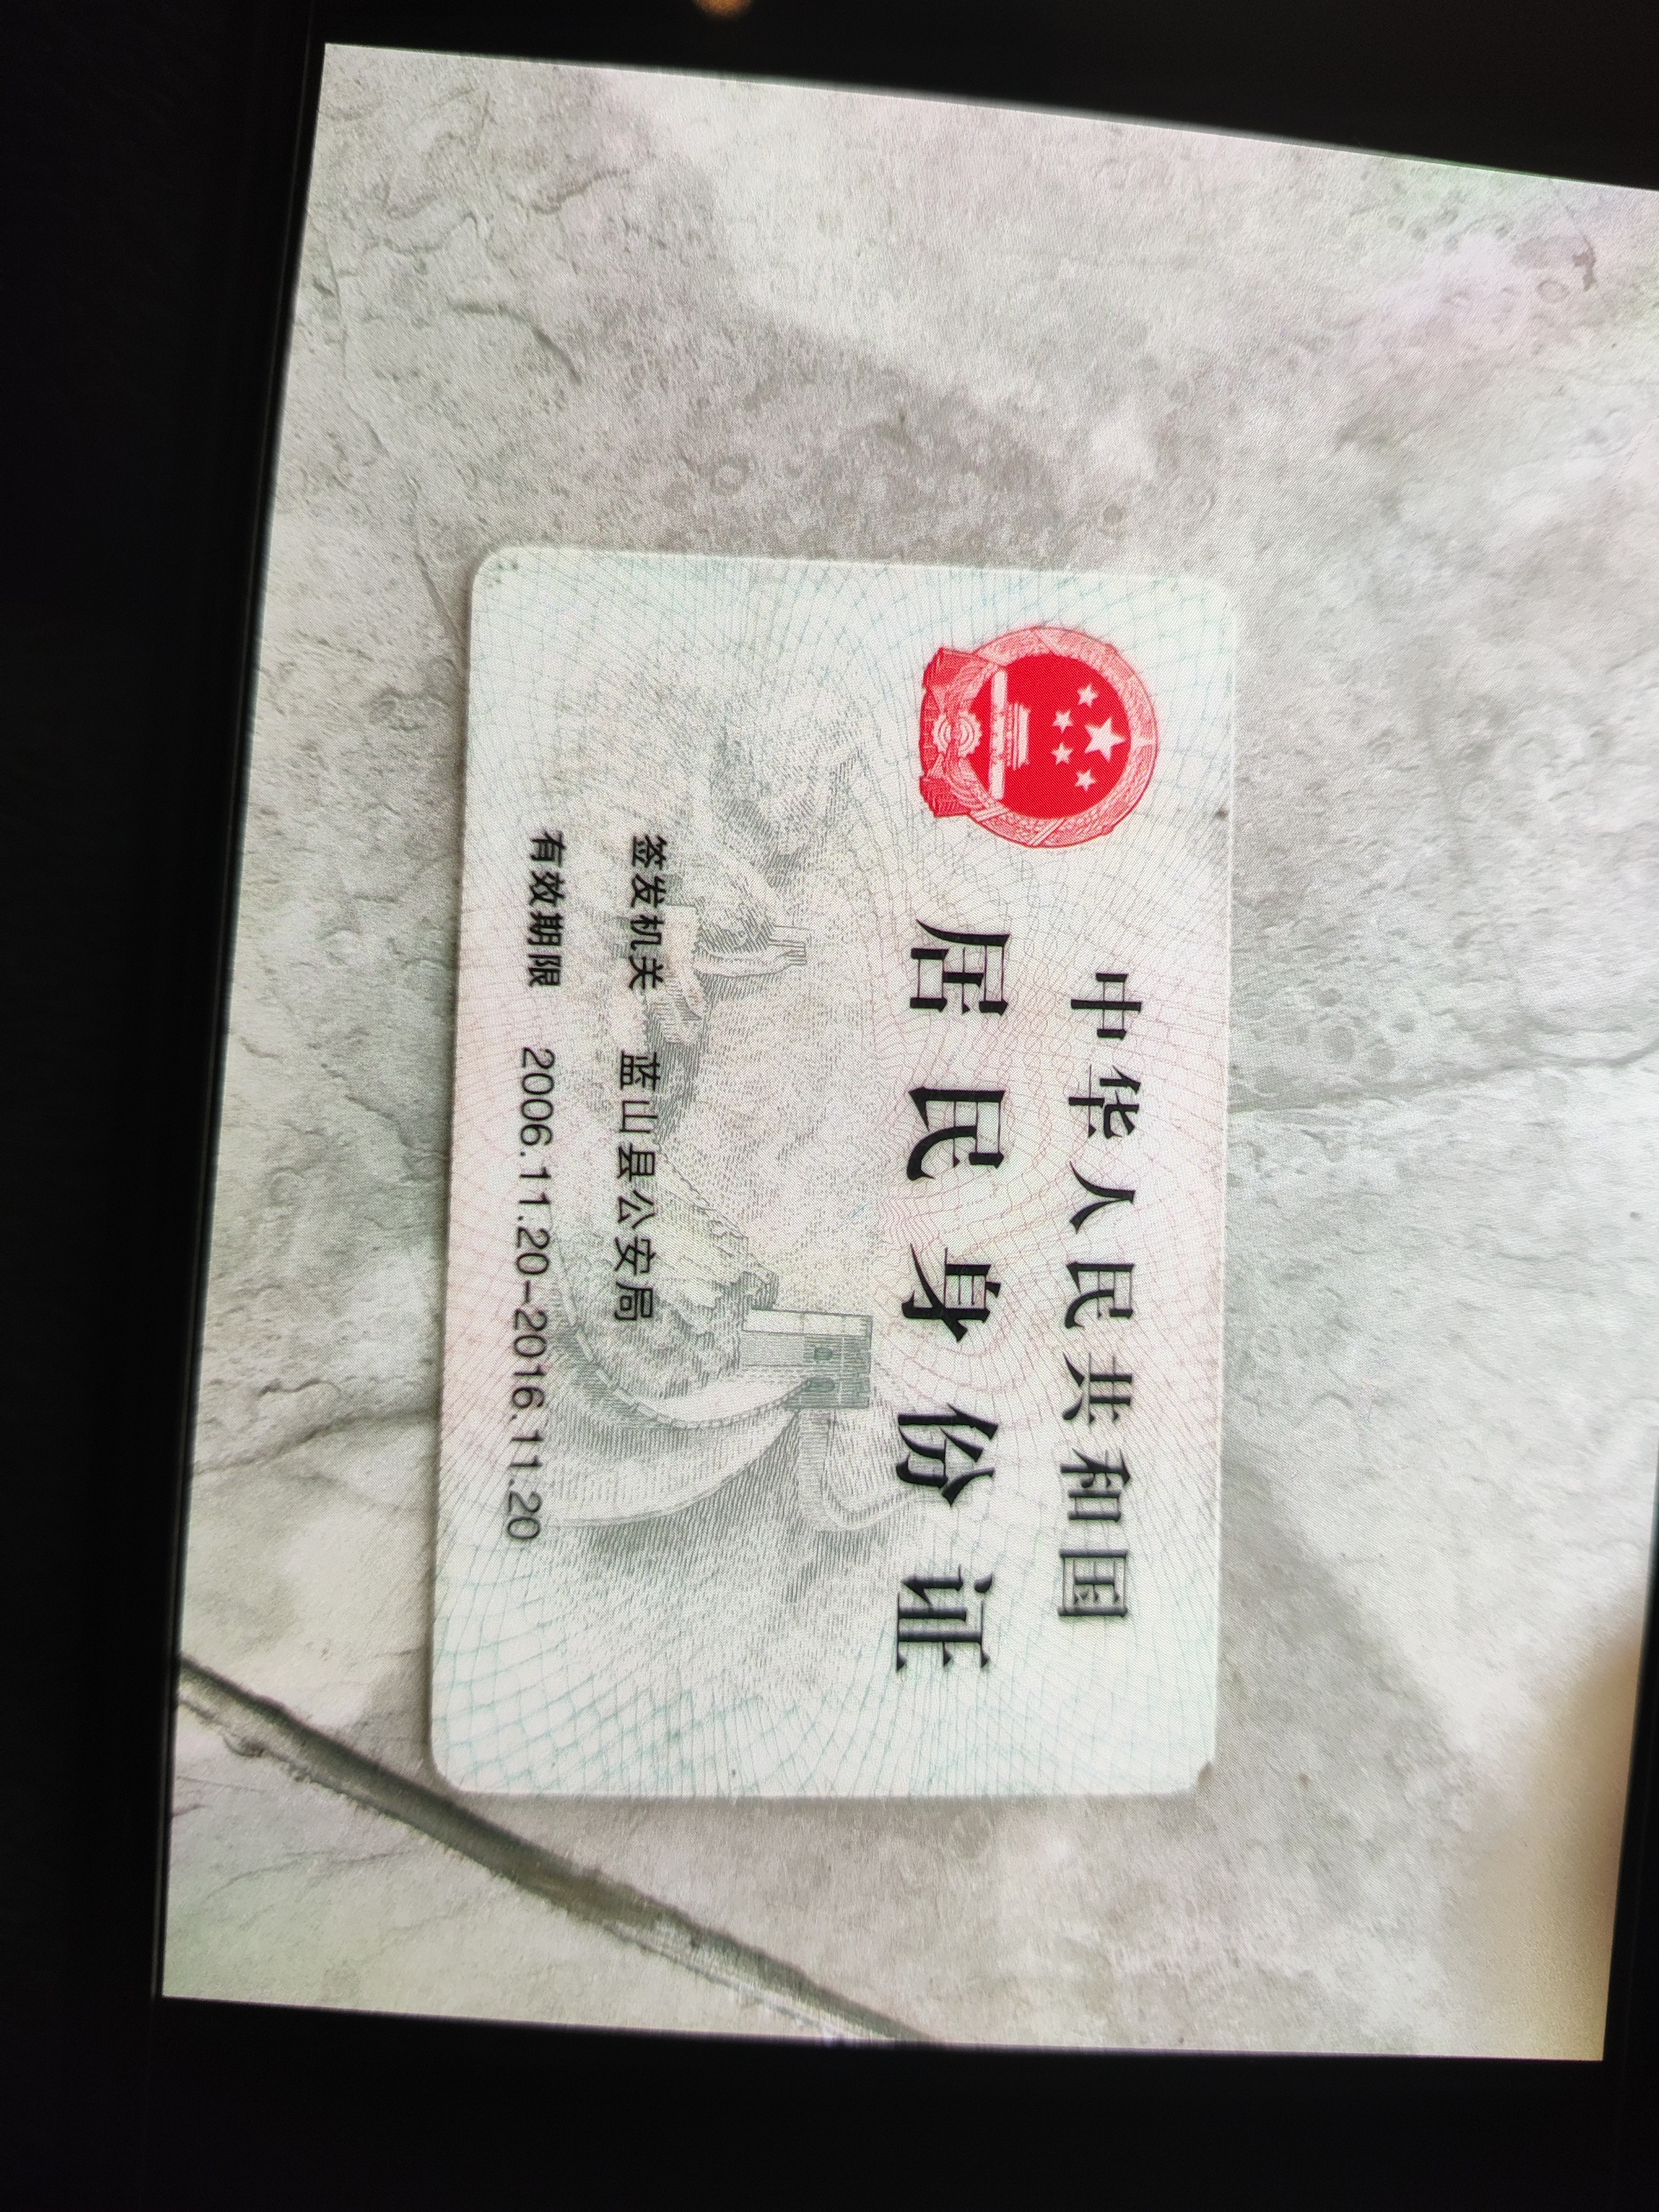 中华人民共和国
居民身份证
签发机关 蓝山县公安局
有效期限 2006.11.20-2016.11.20